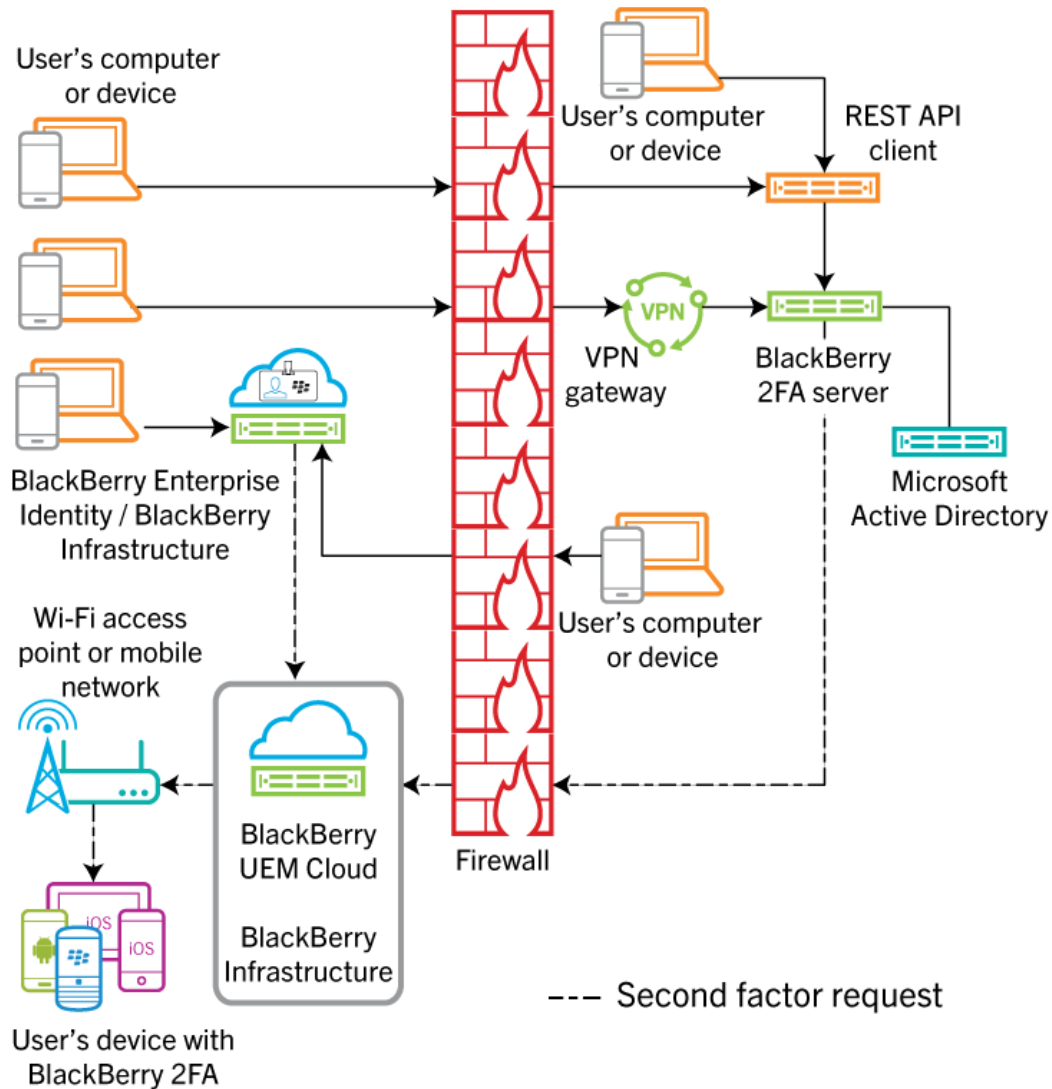 User's computer
or device
User's computer
or device
REST API
client
VPN
VPN
gateway
BlackBerry
2FA server
BlackBerry Enterprise
Identity / BlackBerry
Infrastructure
Microsoft
Active Directory
User's computer
or device
Wi-Fi access
point or mobile
network
BlackBerry
UEM Cloud
Firewall
iOS
iOS
BlackBerry
Infrastructure
Second factor request
User's device with
BlackBerry 2FA